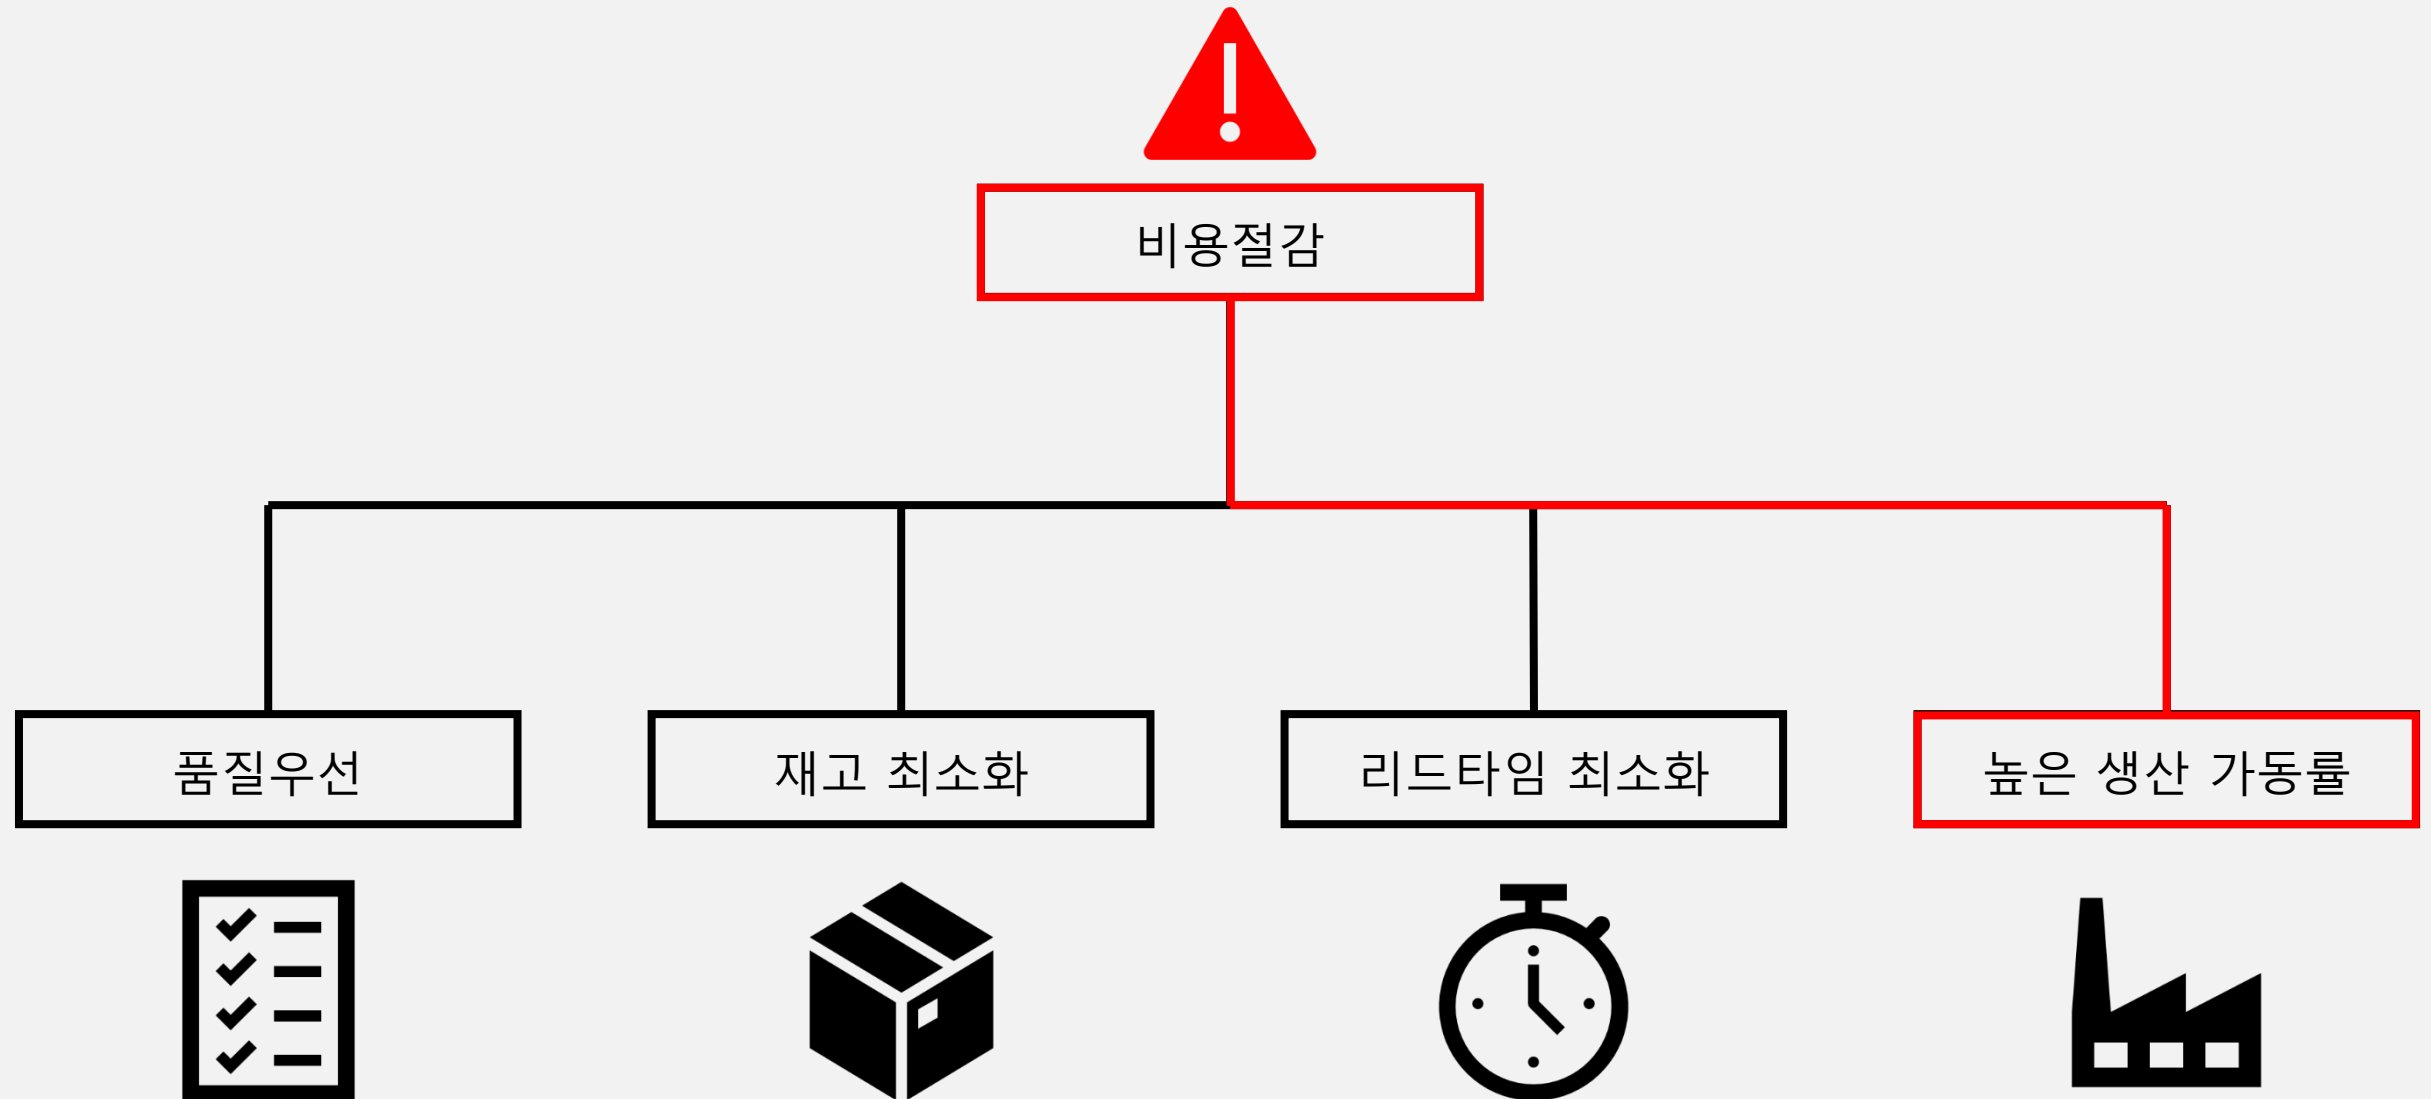 비용절감
품질우선
재고 최소화
리드타임 최소화
높은 생산 가동률